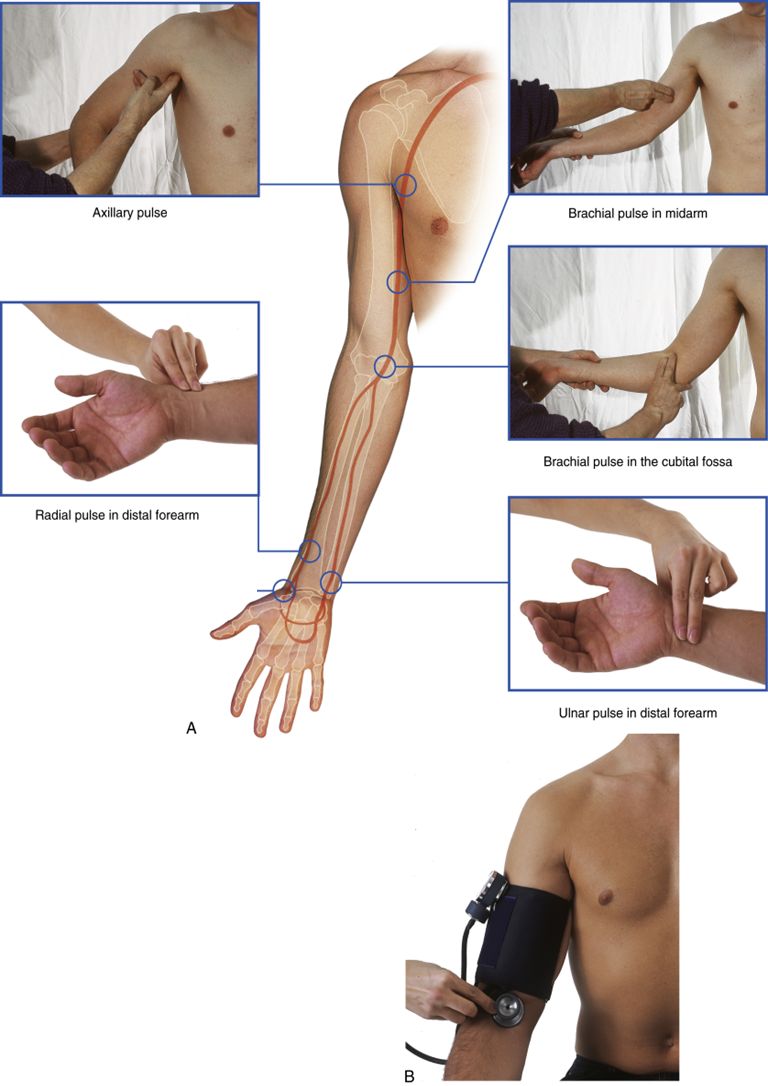 Axillary pulse
Brachial pulse in midarm
Brachial pulse in the cubital fossa
Radial pulse in distal forearm
Ulnar pulse in distal forearm
A
B